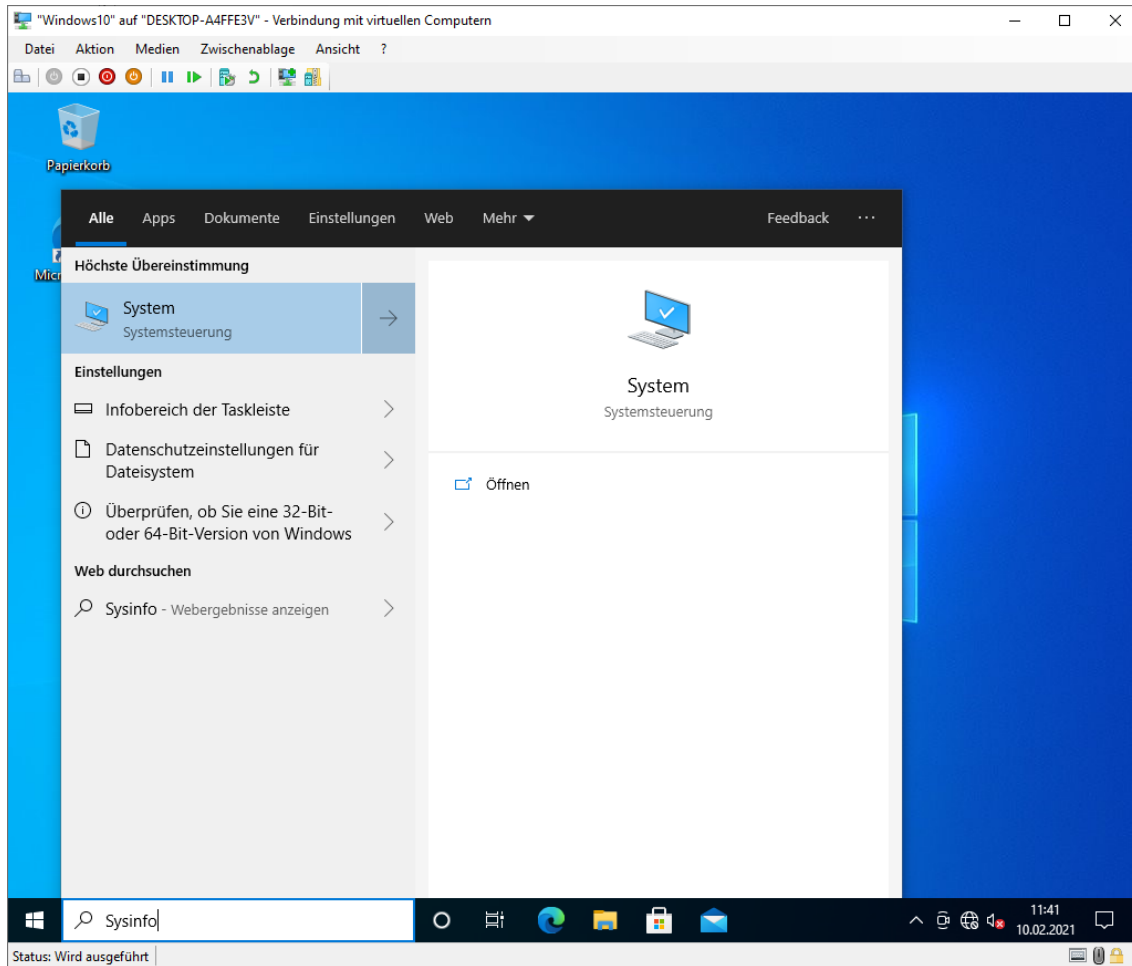 "Windows10" auf "DESKTOP-A4FFE3V" - Verbindung mit virtuellen Computern
Datei Aktion Medien Zwischenablage Ansicht ?
Papierkorb
Micr
Alle Apps Dokumente Einstellungen Web Mehr Feedback ...
Höchste Übereinstimmung
System
Systemsteuerung
Einstellungen
Infobereich der Taskleiste
Datenschutzeinstellungen für
Dateisystem
Überprüfen, ob Sie eine 32-Bit-
oder 64-Bit-Version von Windows
Web durchsuchen
Sysinfo - Webergebnisse anzeigen
System
Systemsteuerung
Öffnen
Sysinfo
11:41
10.02.2021
Status: Wird ausgeführt